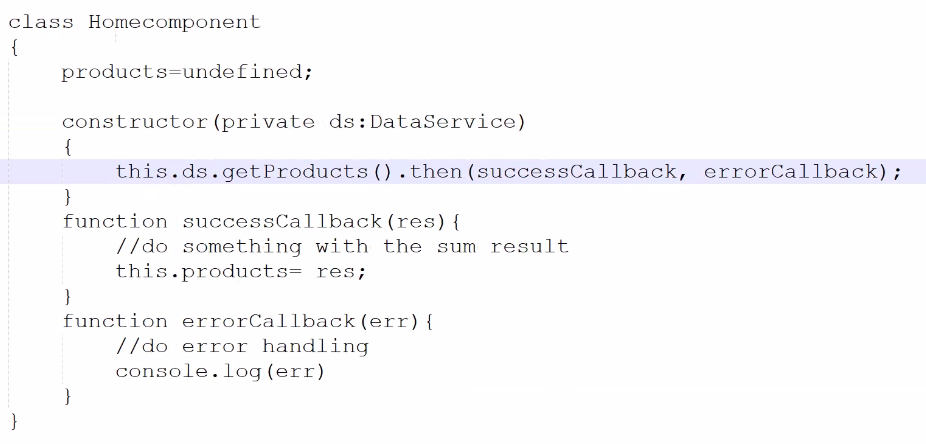 class Homecomponent
{
products=undefined;
constructor(private ds:DataService)
{
this.ds.getProducts().then(successCallback, errorCallback);
}
function successCallback(res){
//do something with the sum result
this.products= res;
}
function errorCallback(err){
//do error handling
console.log(err)
}
}